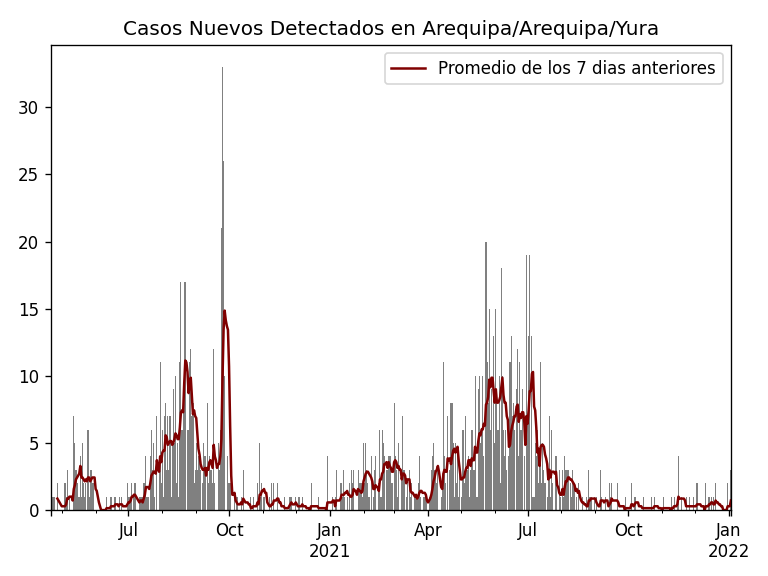 Casos Nuevos Detectados en Arequipa/Arequipa/Yura
Promedio de los 7 dias anteriores
30
25
20
15
10
5
0
Jul Oct Jan Apr Jul Oct Jan
2021 2022